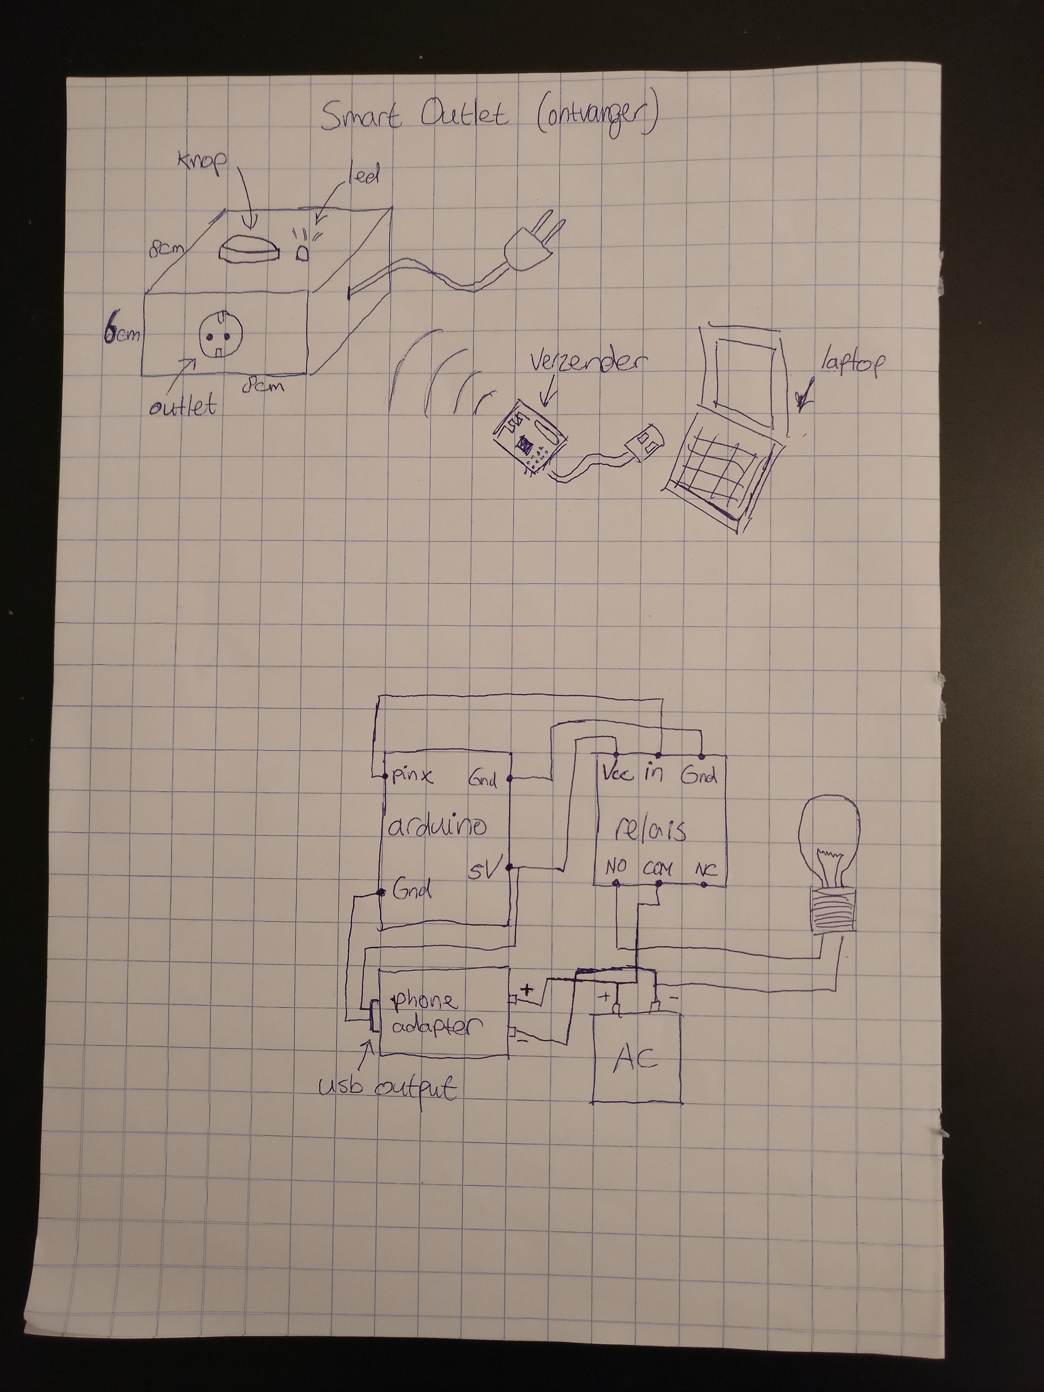 Smart Outlet (ontvanger)
knop
led
8cm
6cm
8cm
outlet
verzender
laptop
pinx Gnd
arduino
5V
Gnd
Vcc in Gnd
relais
NO COM NC
phone
adapter
+
-
usb output
+
-
AC